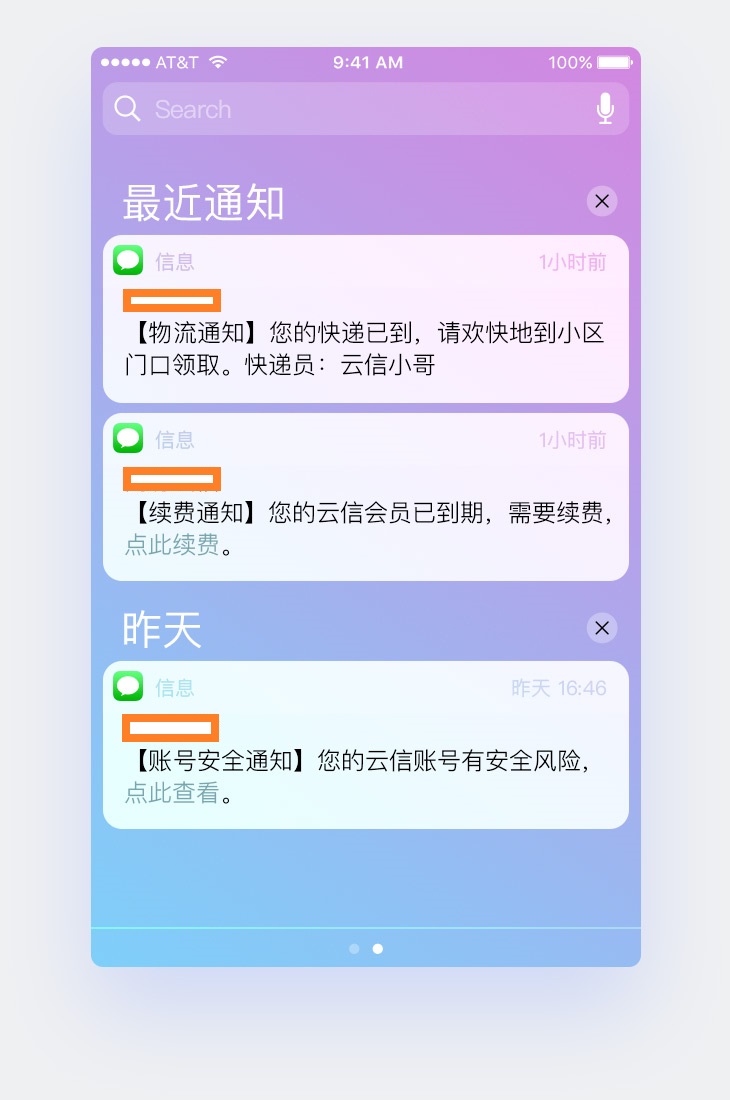 AT&T 9:41 AM 100%
Search
最近通知
信息 1小时前
【物流通知】您的快递已到，请欢快地到小区
门口领取。快递员：云信小哥
信息 1小时前
【续费通知】您的云信会员已到期，需要续费，
点此续费。
昨天
信息 昨天 16:46
【账号安全通知】您的云信账号有安全风险，
点此查看。